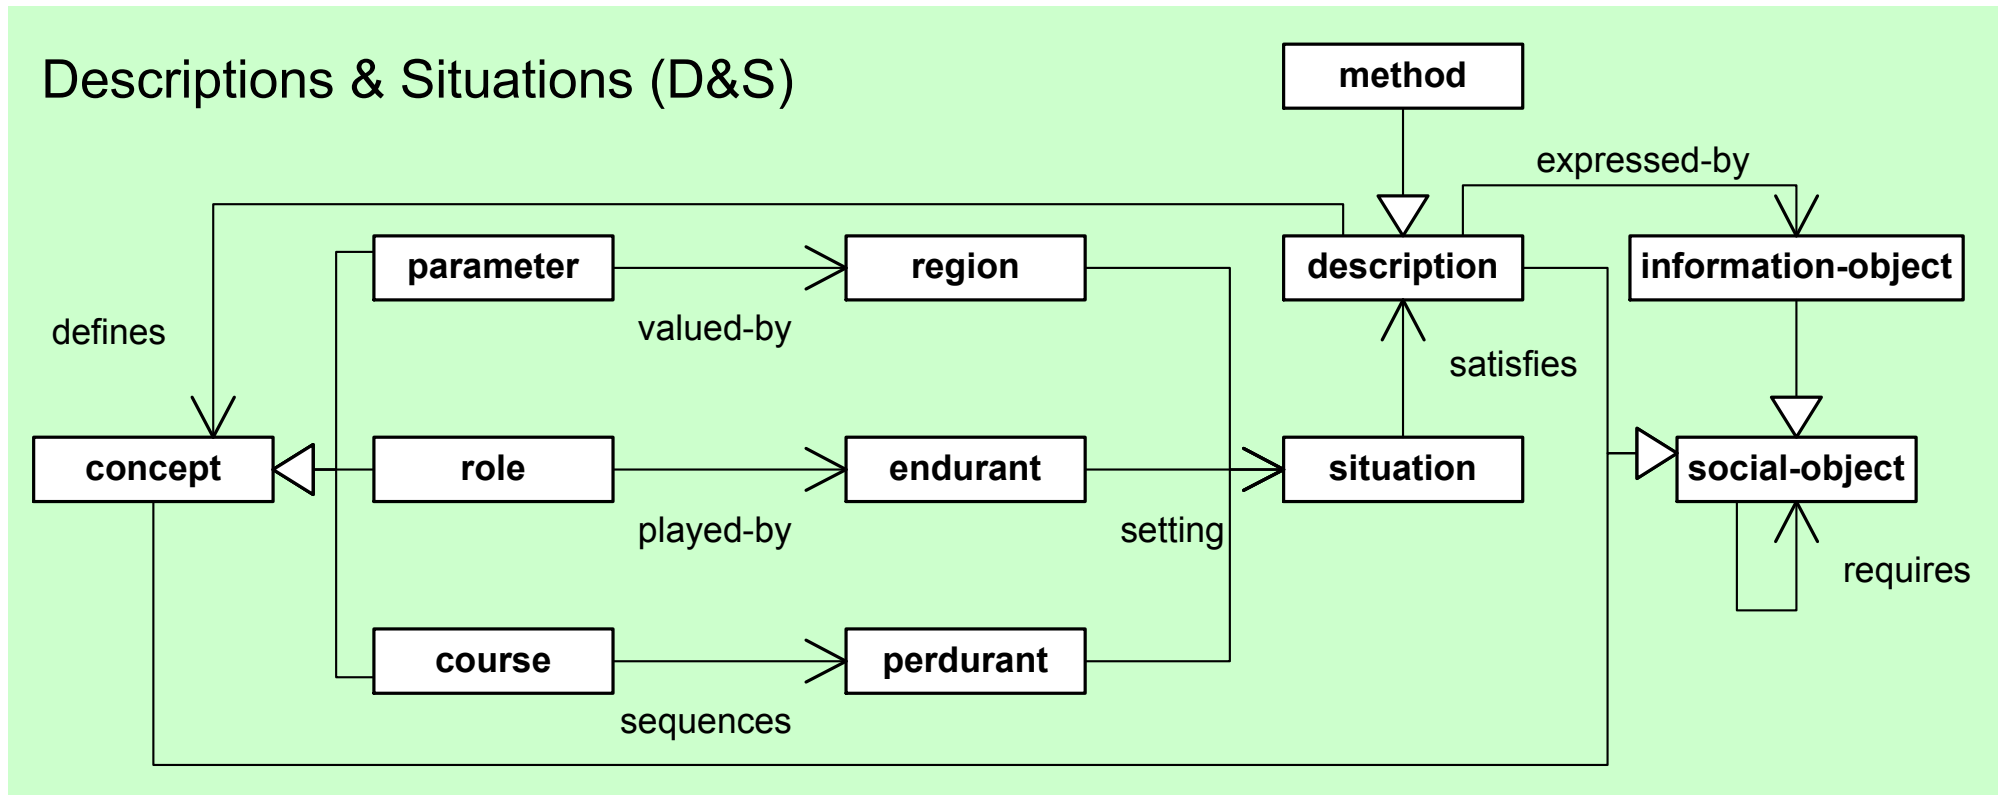 Descriptions & Situations (D&S)
method
expressed-by
parameter
region
description
information-object
defines
valued-by
satisfies
concept
role
endurant
situation
social-object
played-by
setting
requires
course
perdurant
sequences